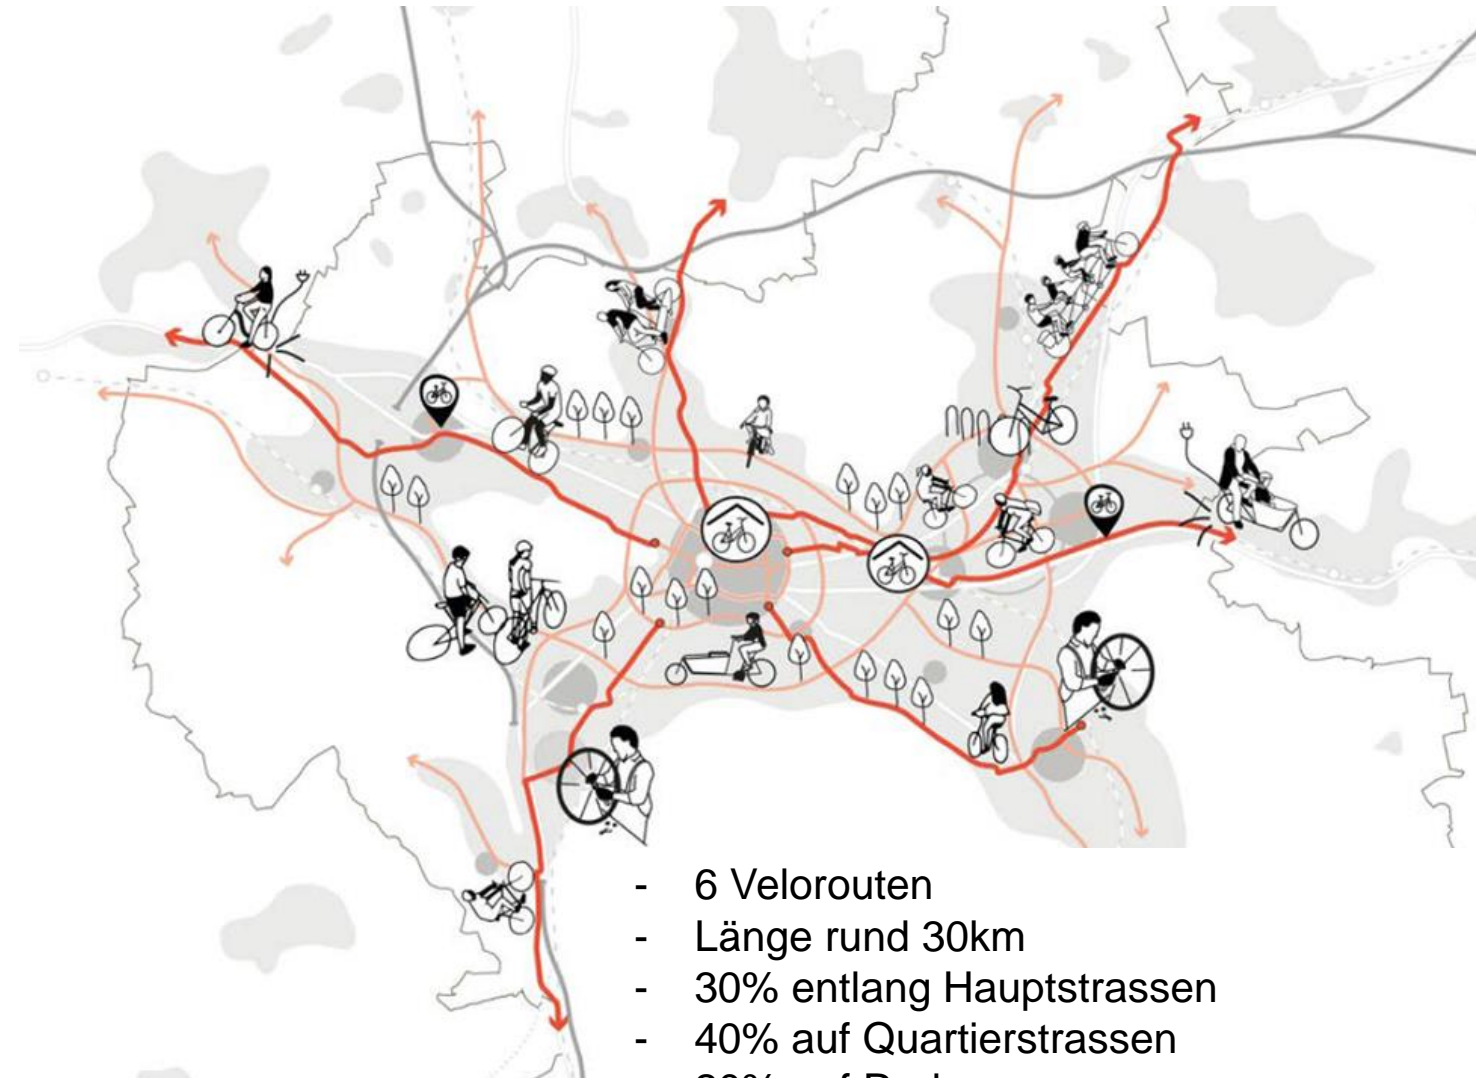 - 6 Velorouten
- Länge rund 30km
- 30% entlang Hauptstrassen
- 40% auf Quartierstrassen